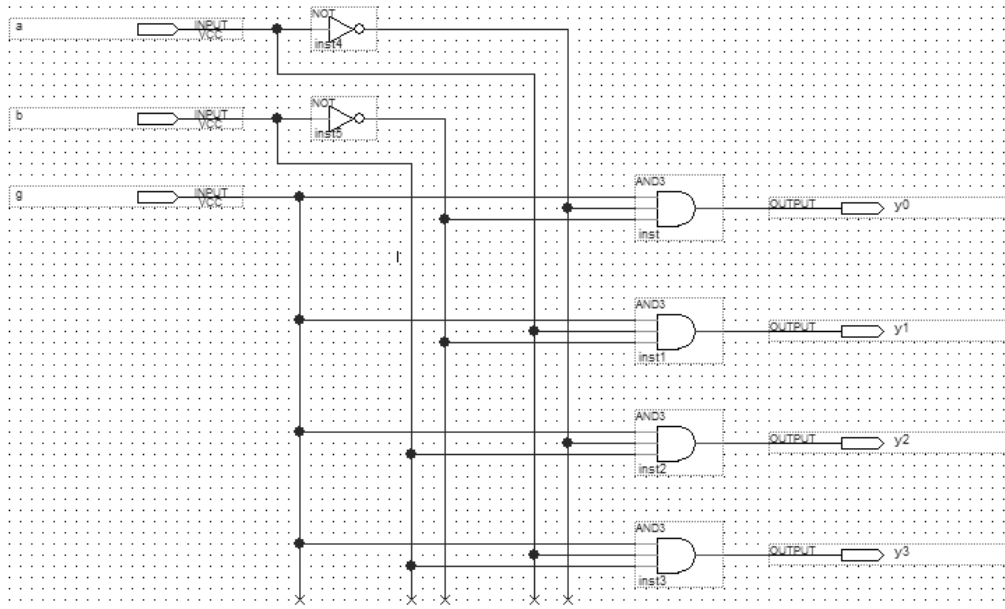 a
INPUT
VCC
NOT
inst4
b
INPUT
VCC
NOT
inst5
g
INPUT
VCC
AND3
inst
OUTPUT
y0
AND3
inst1
OUTPUT
y1
AND3
inst2
OUTPUT
y2
AND3
inst3
OUTPUT
y3